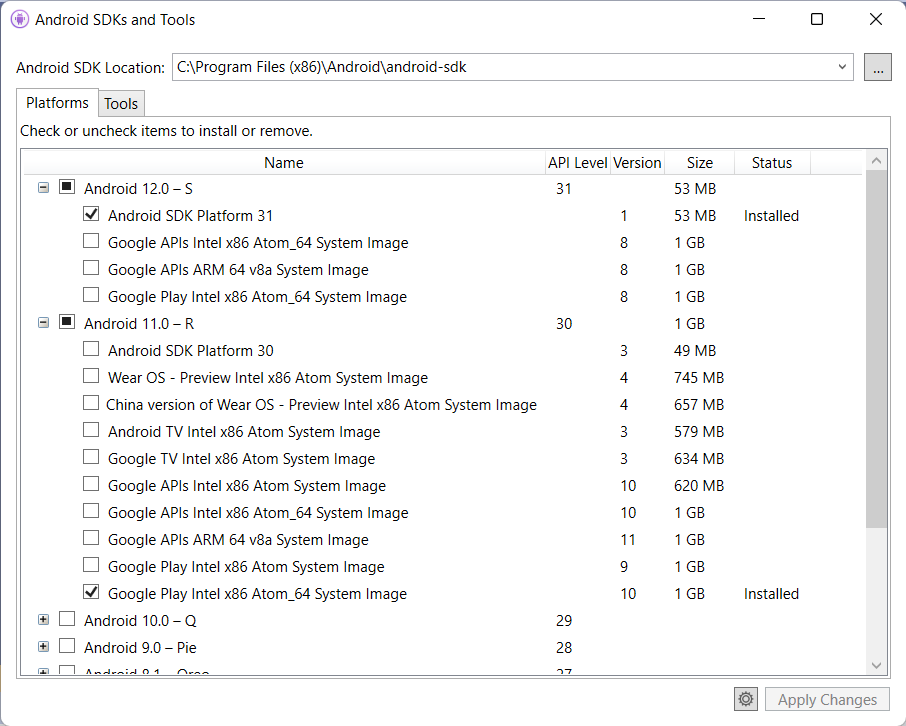 Android SDKs and Tools
Android SDK Location: C:\Program Files (x86)\Android\android-sdk ...
Platforms Tools
Check or uncheck items to install or remove.
Name API Level Version Size Status
Android 12.0 – S 31 53 MB
Android SDK Platform 31 1 53 MB Installed
Google APIs Intel x86 Atom_64 System Image 8 1 GB
Google APIs ARM 64 v8a System Image 8 1 GB
Google Play Intel x86 Atom_64 System Image 8 1 GB
Android 11.0 – R 30 1 GB
Android SDK Platform 30 3 49 MB
Wear OS - Preview Intel x86 Atom System Image 4 745 MB
China version of Wear OS - Preview Intel x86 Atom System Image 4 657 MB
Android TV Intel x86 Atom System Image 3 579 MB
Google TV Intel x86 Atom System Image 3 634 MB
Google APIs Intel x86 Atom System Image 10 620 MB
Google APIs Intel x86 Atom_64 System Image 10 1 GB
Google APIs ARM 64 v8a System Image 11 1 GB
Google Play Intel x86 Atom System Image 9 1 GB
Google Play Intel x86 Atom_64 System Image 10 1 GB Installed
Android 10.0 – Q 29
Android 9.0 – Pie 28
Android 8.1 – Oreo 27
Apply Changes